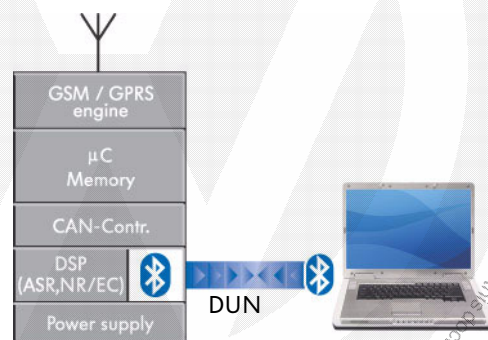 GSM / GPRS
engine
μC
Memory
CAN-Contr.
DSP
(ASR,NR/EC)
DUN
Power supply